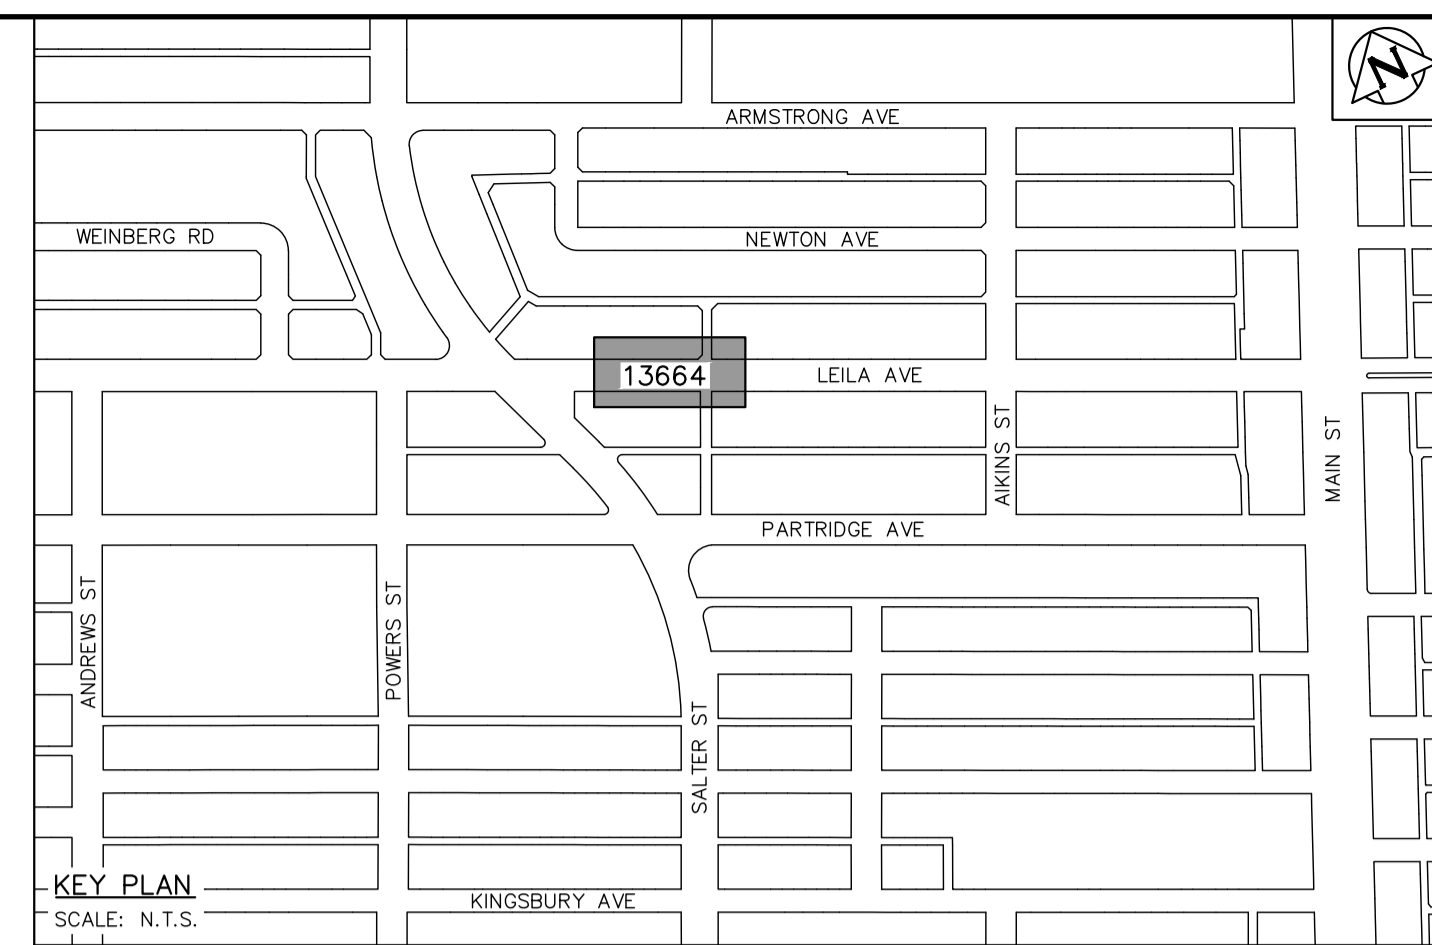 N
ARMSTRONG AVE
WEINBERG RD
NEWTON AVE
13664
LEILA AVE
AIKINS ST
MAIN ST
PARTRIDGE AVE
ANDREWS ST
POWERS ST
SALTER ST
KEY PLAN
KINGSBURY AVE
SCALE: N.T.S.